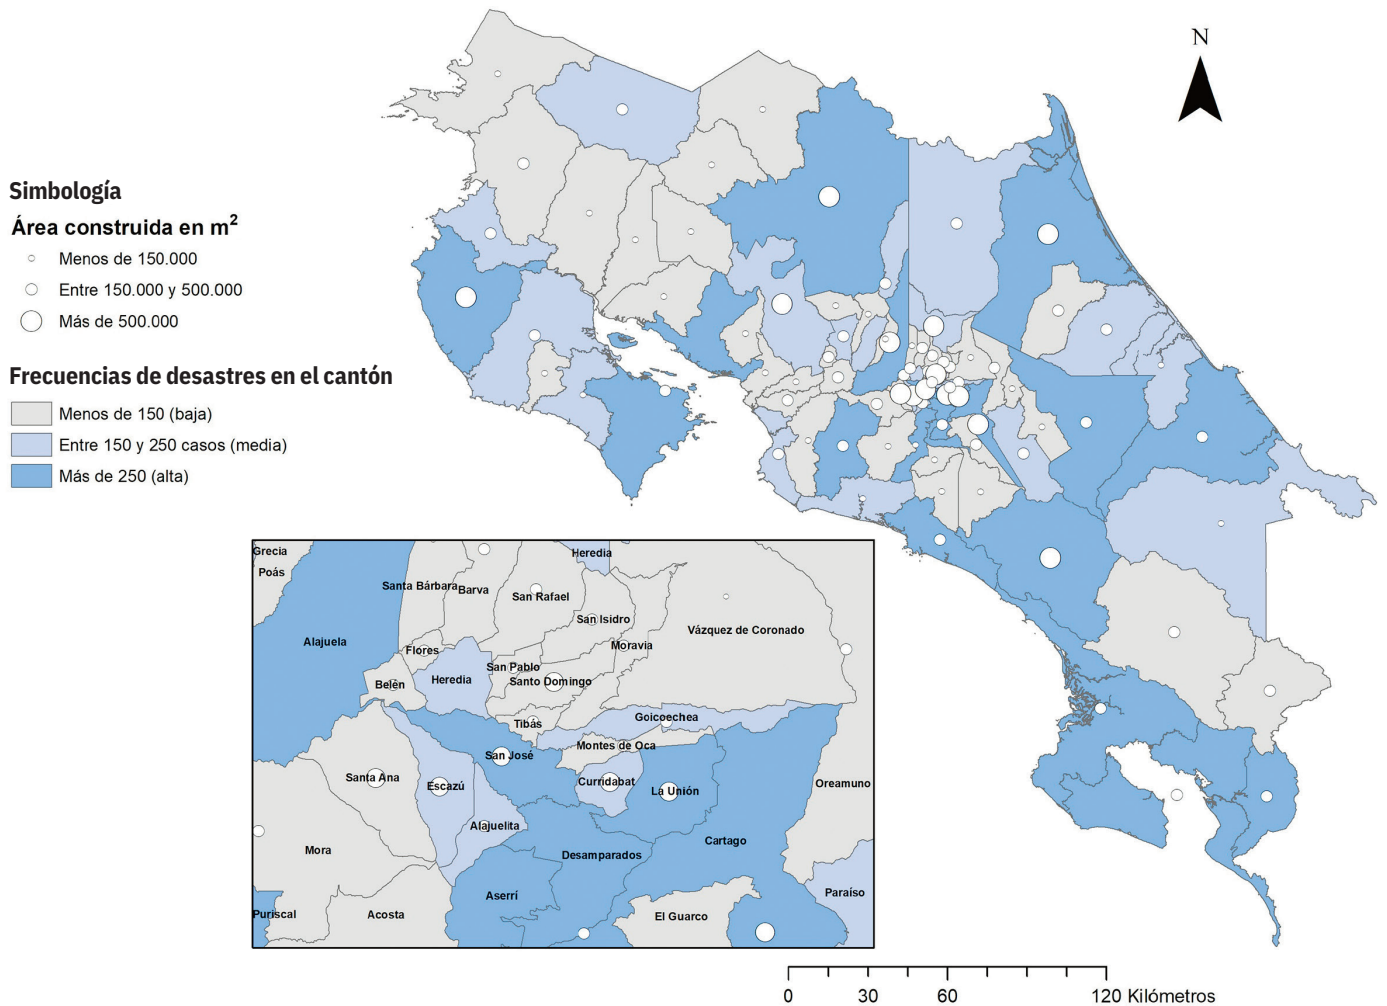 N
Simbología
Área construida en m²
Menos de 150.000
Entre 150.000 y 500.000
Más de 500.000
Frecuencias de desastres en el cantón
Menos de 150 (baja)
Entre 150 y 250 casos (media)
Más de 250 (alta)
Grecia
Heredia
Poás
Santa Bárbara
Barva
San Rafael
San Isidro
Vázquez de Coronado
Alajuela
Moravia
Flores
San Pablo
Heredia
Santo Domingo
Belén
Tibás
Goicoechea
Montes de Oca
San José
Santa Ana
Escazú
Curridabat
La Unión
Oreamuno
Alajuelita
Cartago
Mora
Desamparados
Aserrí
Paraíso
Puriscal
Acosta
El Guarco
0 30 60 120 Kilómetros